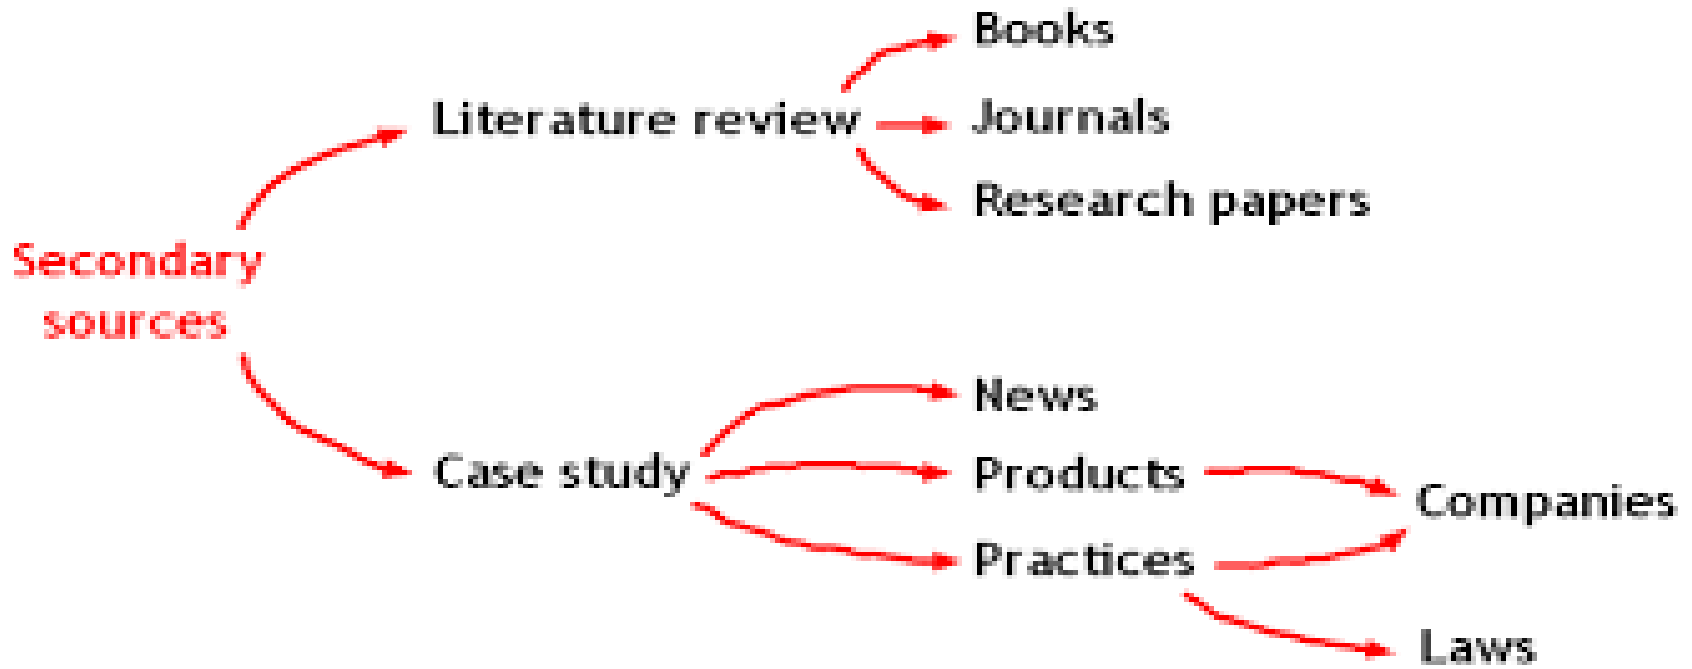 Books
Literature review
Journals
Research papers
Secondary
sources
News
Case study
Products
Companies
Practices
Laws